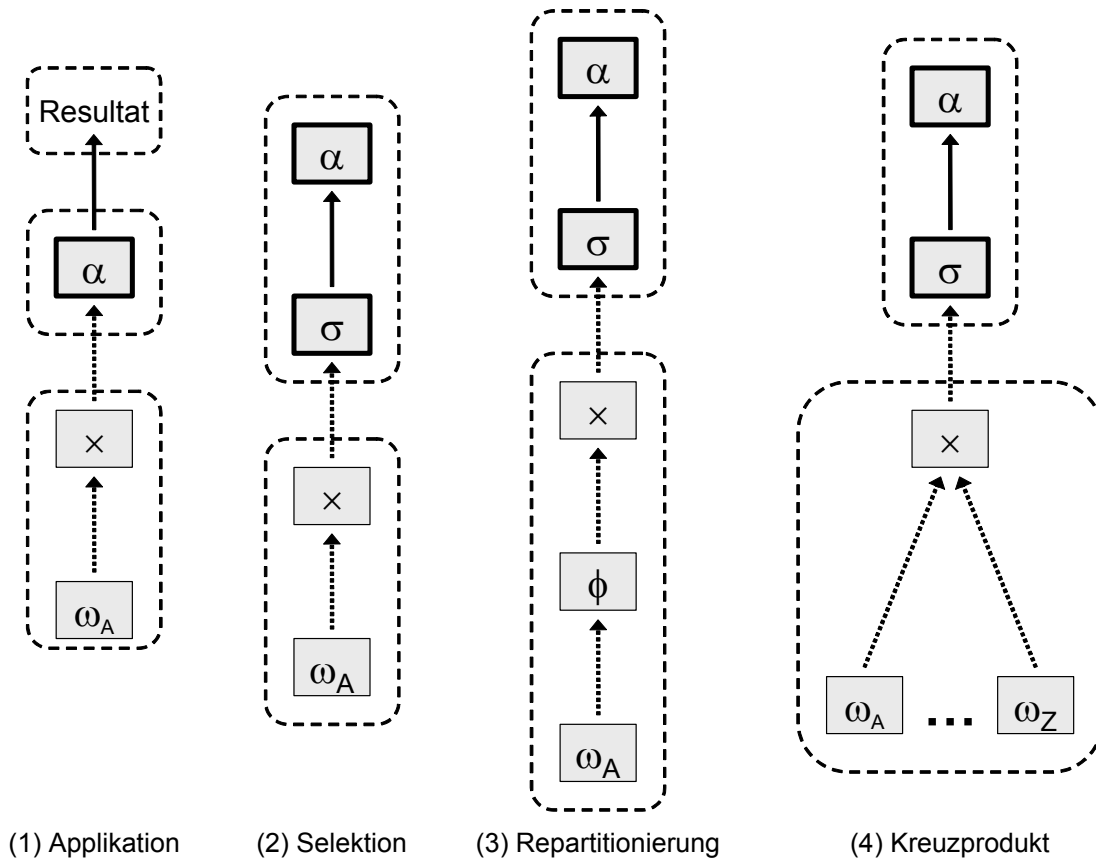 Resultat
α
×
ω_A
(1) Applikation
α
σ
×
ω_A
(2) Selektion
α
σ
×
ϕ
ω_A
(3) Repartitionierung
α
σ
×
ω_A ... ω_Z
(4) Kreuzprodukt